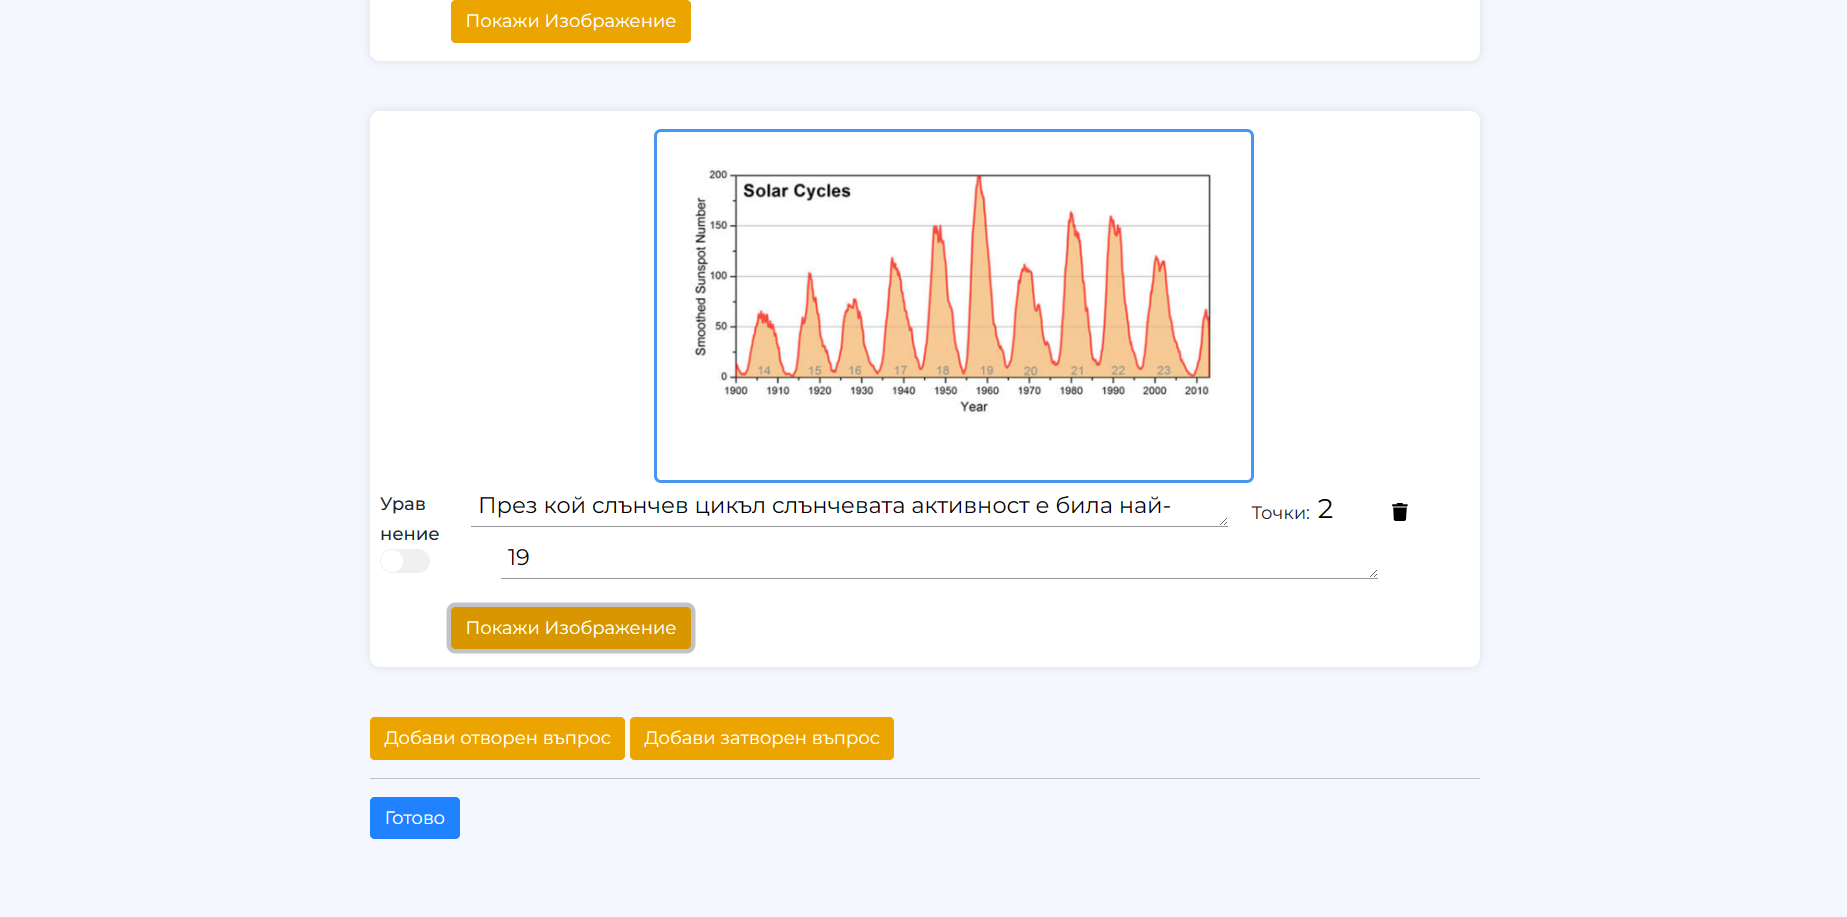 Покажи Изображение
Solar Cycles
Smoothed Sunspot Number
200
150
100
50
0
14 15 16 17 18 19 20 21 22 23
1900 1910 1920 1930 1940 1950 1960 1970 1980 1990 2000 2010
Year
Урав
нение
През кой слънчев цикъл слънчевата активност е била най-
Точки: 2
19
Покажи Изображение
Добави отворен въпрос Добави затворен въпрос
Готово